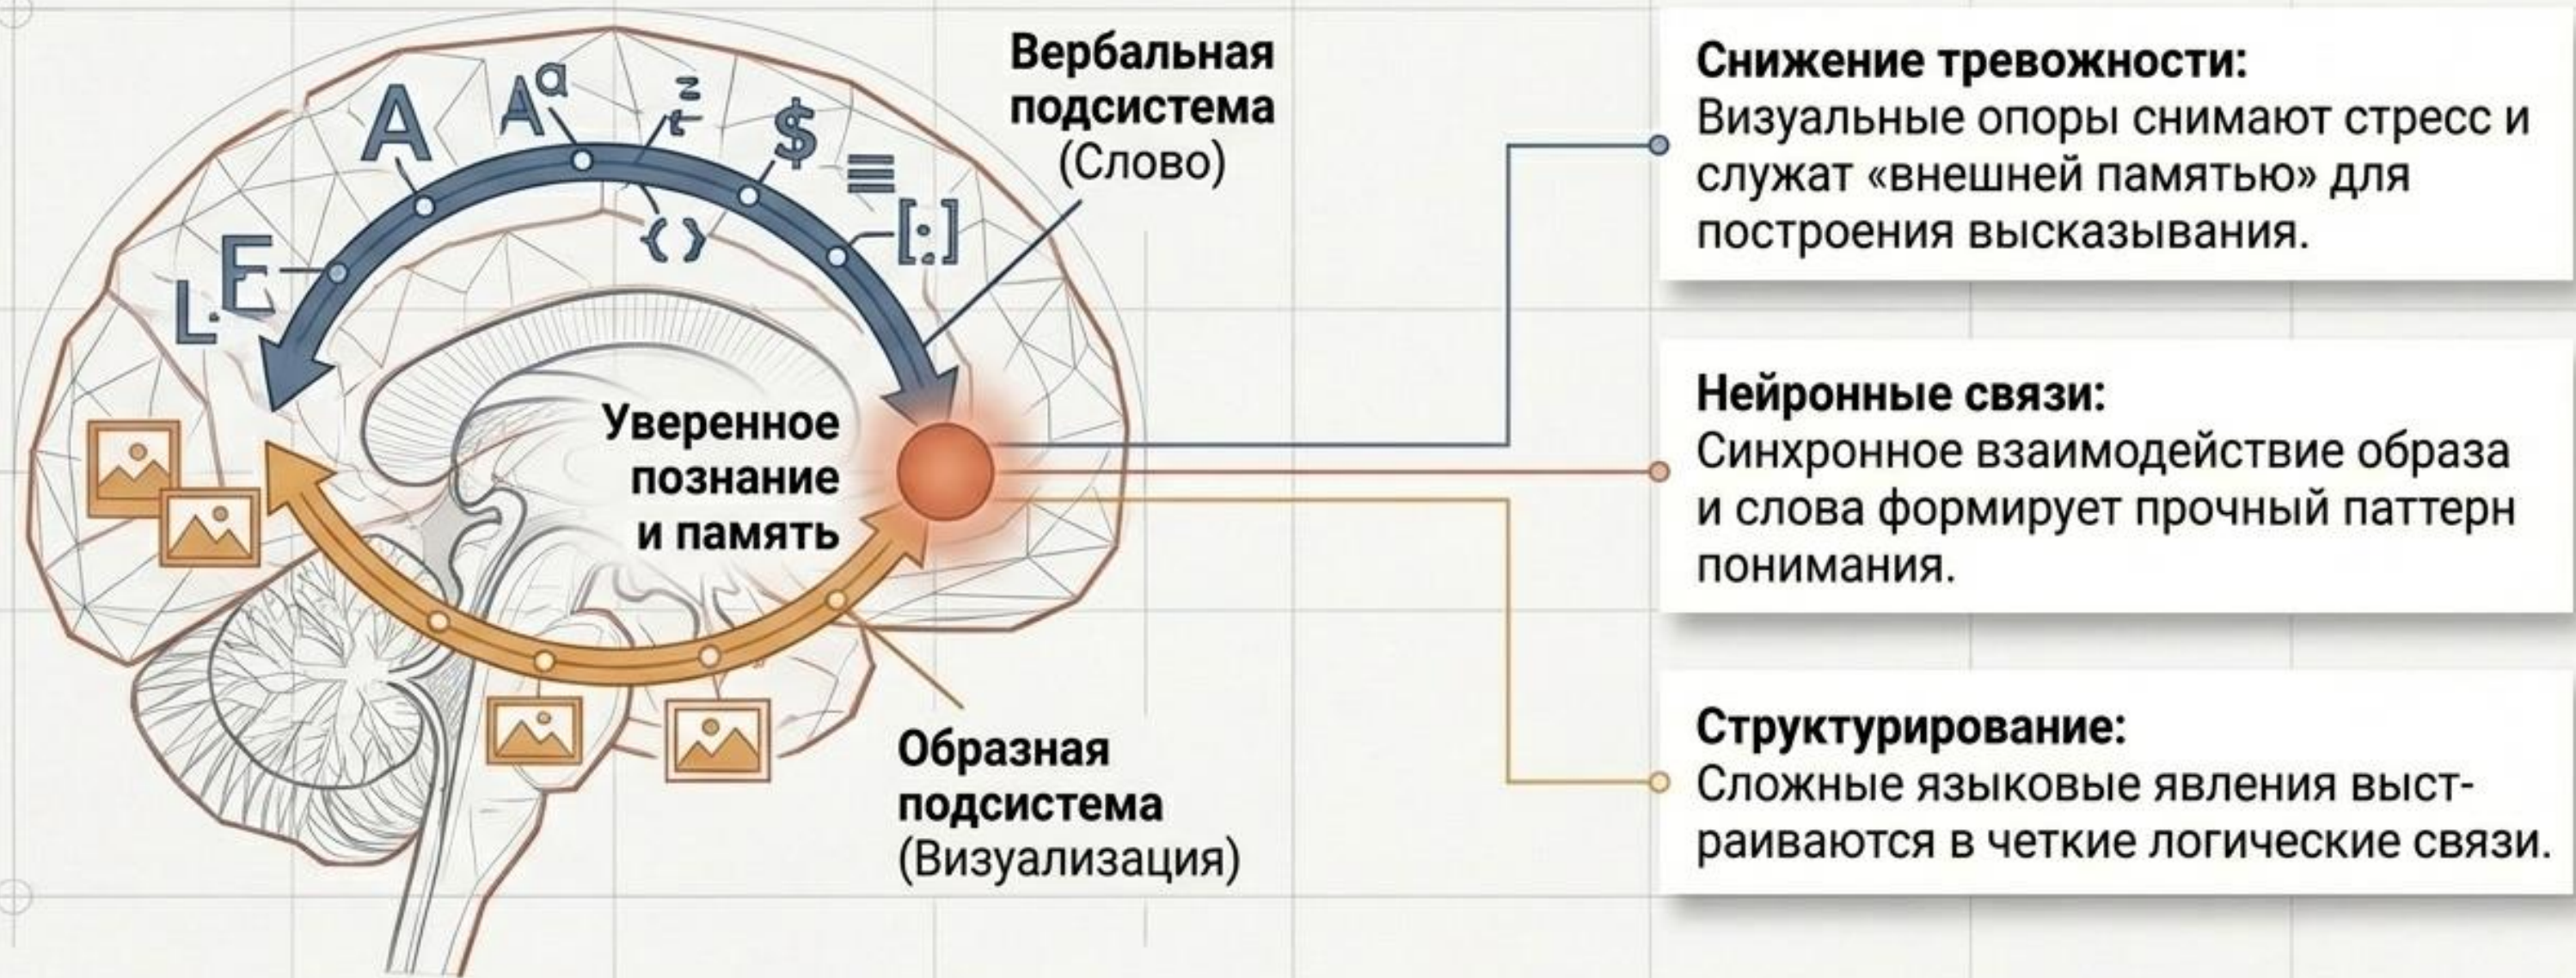 Вербальная
подсистема
(Слово)
A
Aa
$
{ }
[:]
E
L.
Уверенное
познание
и память
Образная
подсистема
(Визуализация)
Снижение тревожности:
Визуальные опоры снимают стресс и
служат «внешней памятью» для
построения высказывания.
Нейронные связи:
Синхронное взаимодействие образа
и слова формирует прочный паттерн
понимания.
Структурирование:
Сложные языковые явления выст-
раиваются в четкие логические связи.